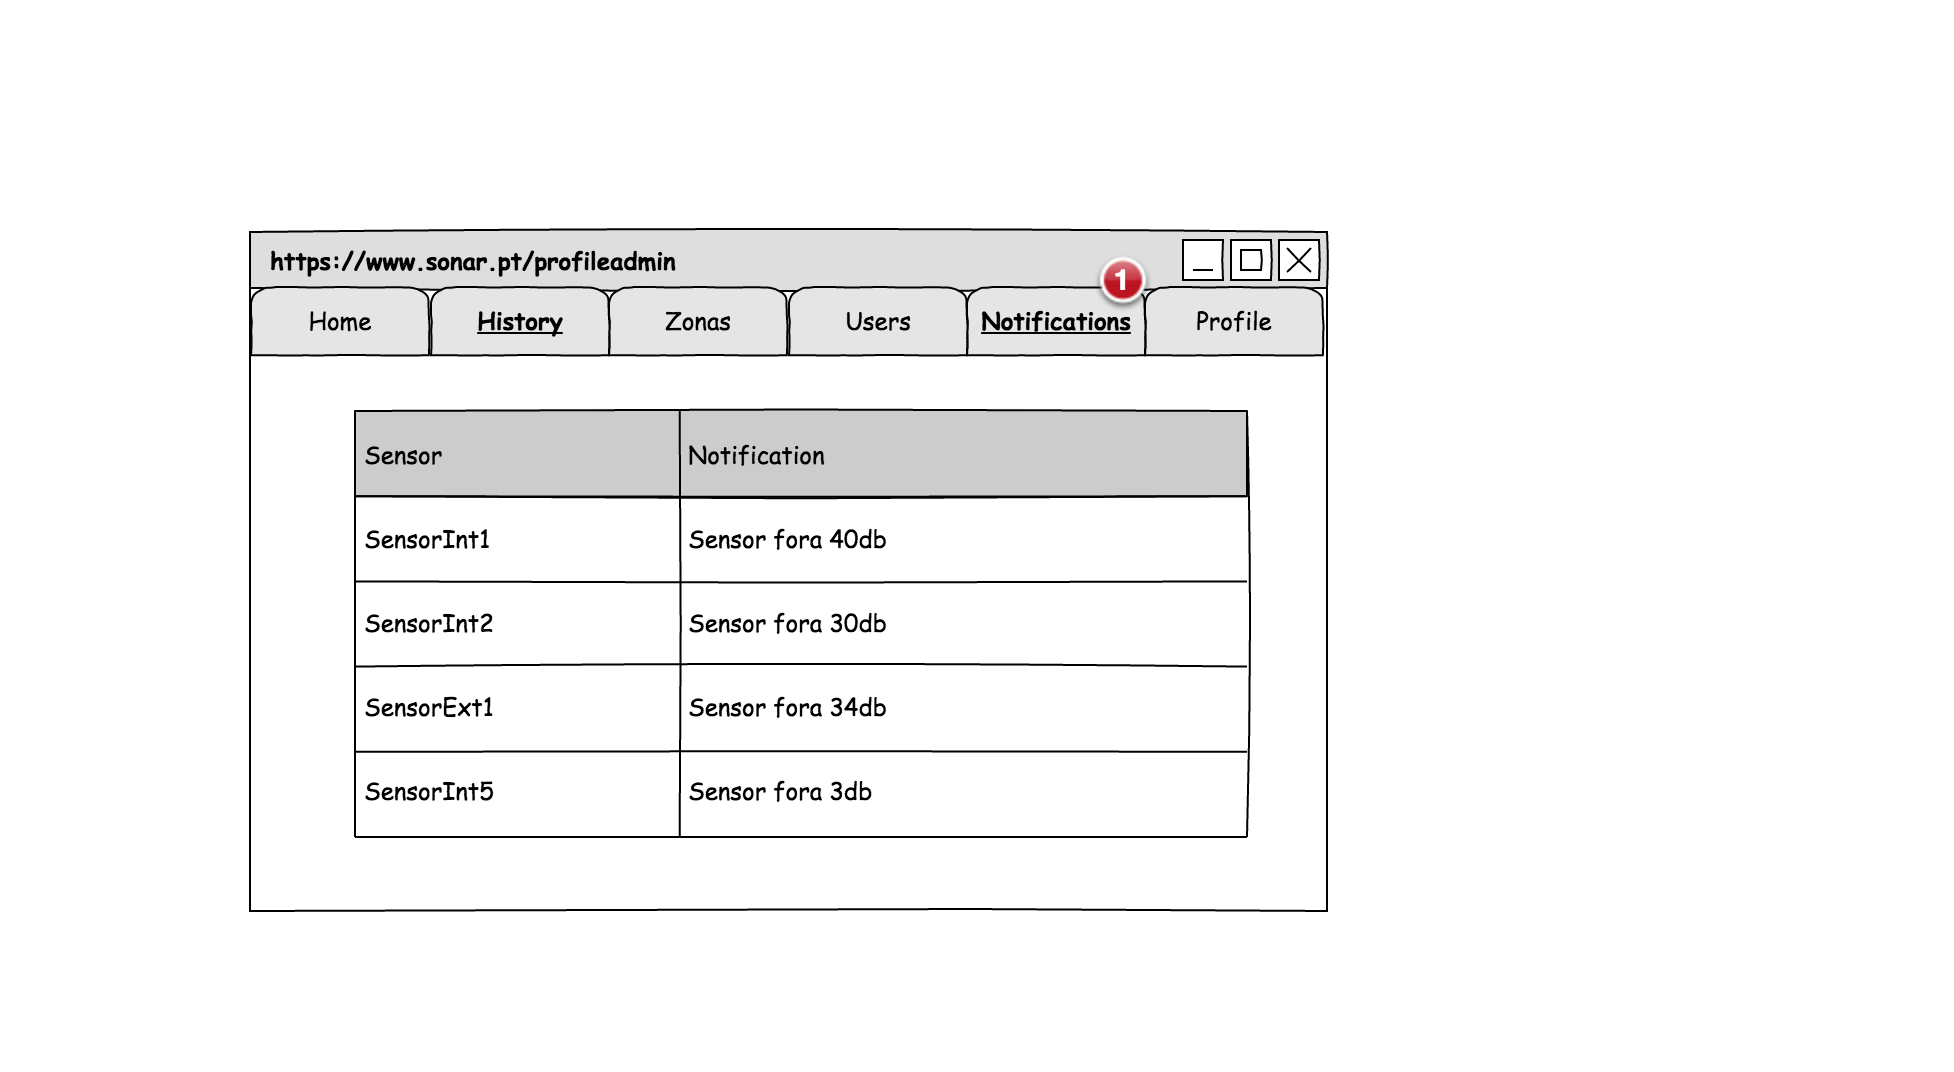 https://www.sonar.pt/profileadmin
1
Home History Zonas Users Notifications Profile
Sensor Notification
SensorInt1 Sensor fora 40db
SensorInt2 Sensor fora 30db
SensorExt1 Sensor fora 34db
SensorInt5 Sensor fora 3db